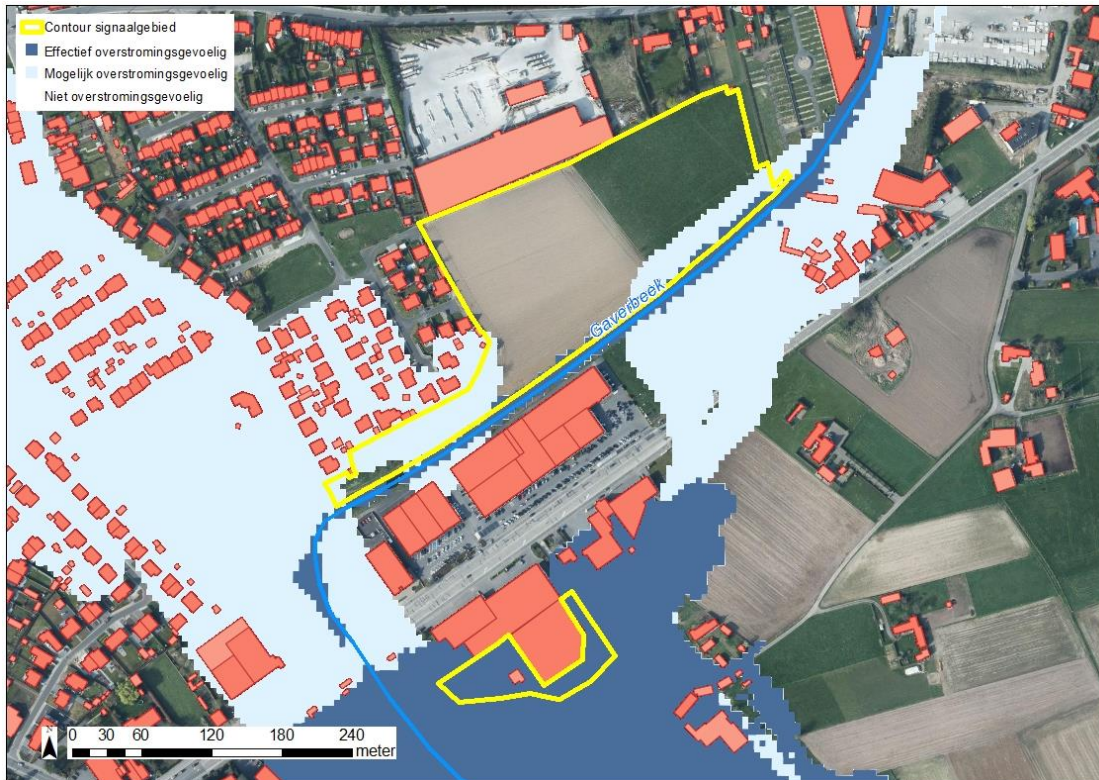 Contour signaalgebied
Effectief overstromingsgevoelig
Mogelijk overstromingsgevoelig
Niet overstromingsgevoelig
Gaverbeek
N
0 30 60 120 180 240
meter